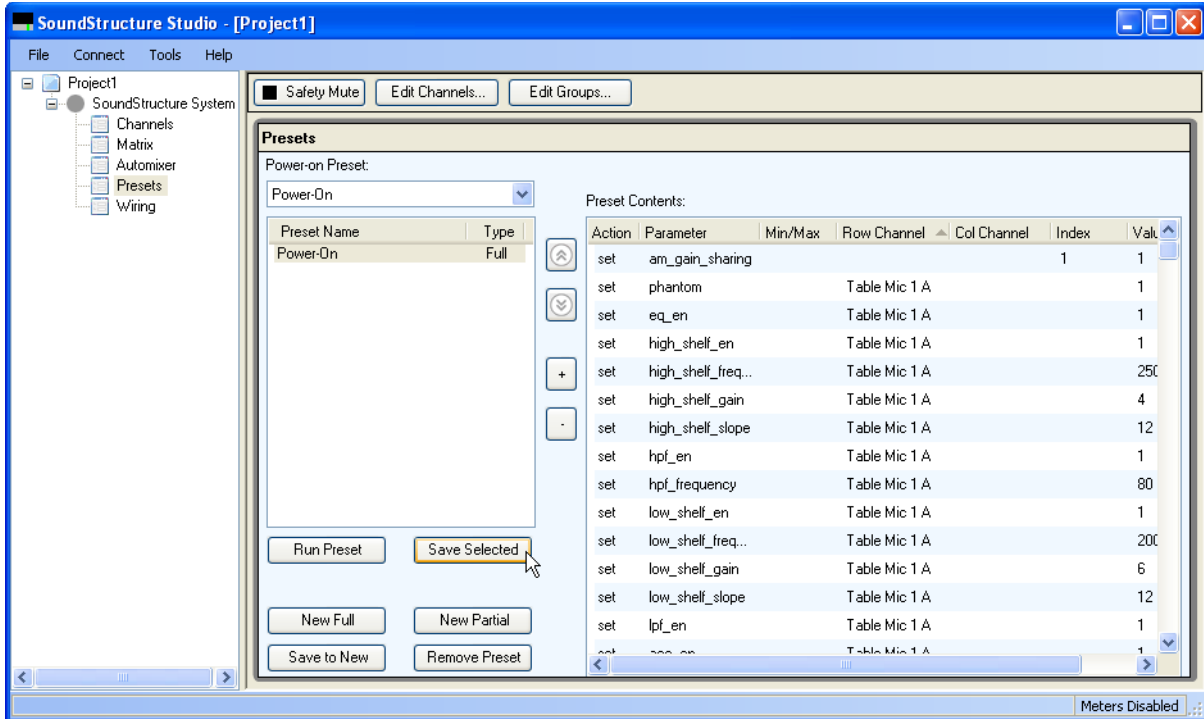 SoundStructure Studio - [Project1]
File Connect Tools Help
Project1
SoundStructure System
Channels
Matrix
Automixer
Presets
Wiring
Safety Mute Edit Channels... Edit Groups...
Presets
Power-on Preset:
Power-On
Preset Name Type
Power-On Full
+
-
Run Preset Save Selected
New Full New Partial
Save to New Remove Preset
Preset Contents:
Action Parameter Min/Max Row Channel Col Channel Index
set am_gain_sharing 1 1
set phantom Table Mic 1 A 1
set eq_en Table Mic 1 A 1
set high_shelf_en Table Mic 1 A 1
set high_shelf_freq... Table Mic 1 A 250
set high_shelf_gain Table Mic 1 A 4
set high_shelf_slope Table Mic 1 A 12
set hpf_en Table Mic 1 A 1
set hpf_frequency Table Mic 1 A 80
set low_shelf_en Table Mic 1 A 1
set low_shelf_freq... Table Mic 1 A 200
set low_shelf_gain Table Mic 1 A 6
set low_shelf_slope Table Mic 1 A 12
set lpf_en Table Mic 1 A 1
Meters Disabled